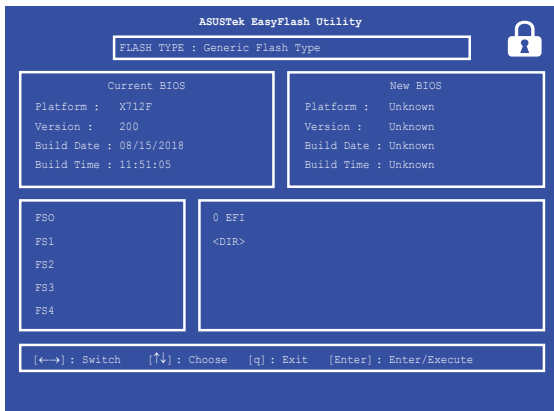 ASUSTek EasyFlash Utility
FLASH TYPE : Generic Flash Type
Current BIOS
Platform : X712F
Version : 200
Build Date : 08/15/2018
Build Time : 11:51:05
New BIOS
Platform : Unknown
Version : Unknown
Build Date : Unknown
Build Time : Unknown
FSO
FS1
FS2
FS3
FS4
0 EFI
<DIR>
[←→] : Switch [↑↓] : Choose [q] : Exit [Enter] : Enter/Execute